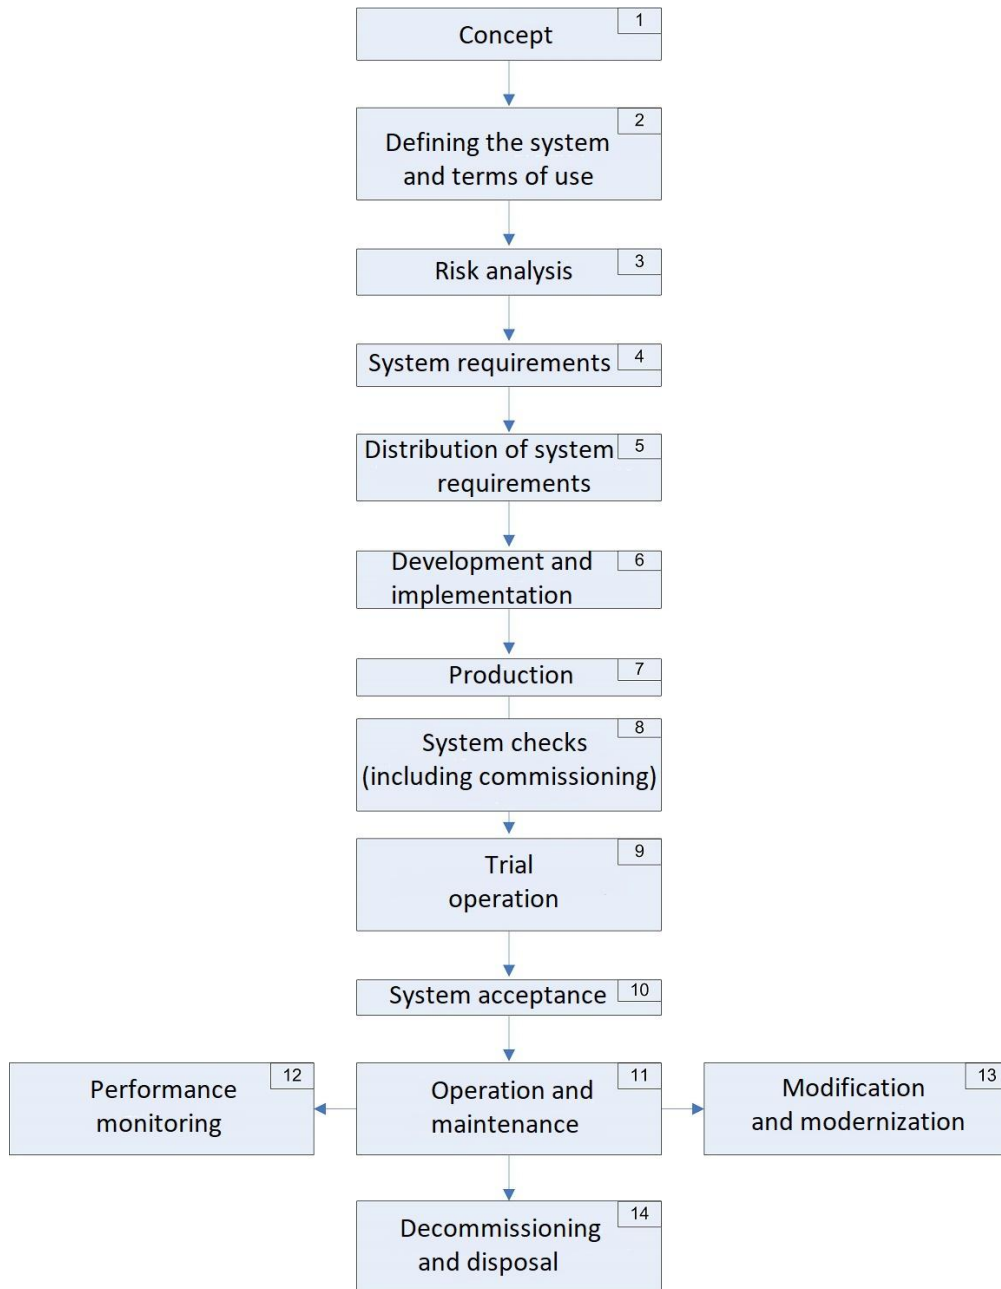 Concept
1
2
Defining the system
and terms of use
Risk analysis
3
System requirements
4
Distribution of system
5
requirements
Development and
6
implementation
Production
7
8
System checks
(including commissioning)
9
Trial
operation
System acceptance
10
12
Performance
monitoring
11
Operation and
maintenance
13
Modification
and modernization
14
Decommissioning
and disposal